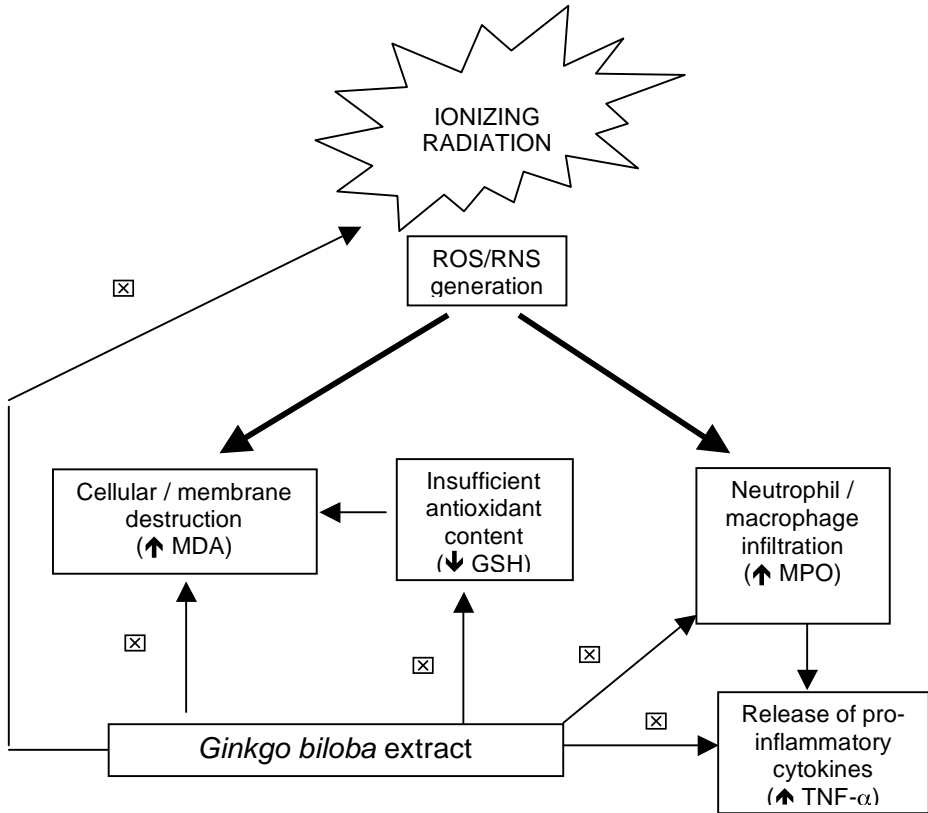 IONIZING
RADIATION
ROS/RNS
generation
Cellular / membrane
destruction
(↑ MDA)
Insufficient
antioxidant
content
(↓ GSH)
Neutrophil /
macrophage
infiltration
(↑ MPO)
Ginkgo biloba extract
Release of pro-
inflammatory
cytokines
(↑ TNF-α)